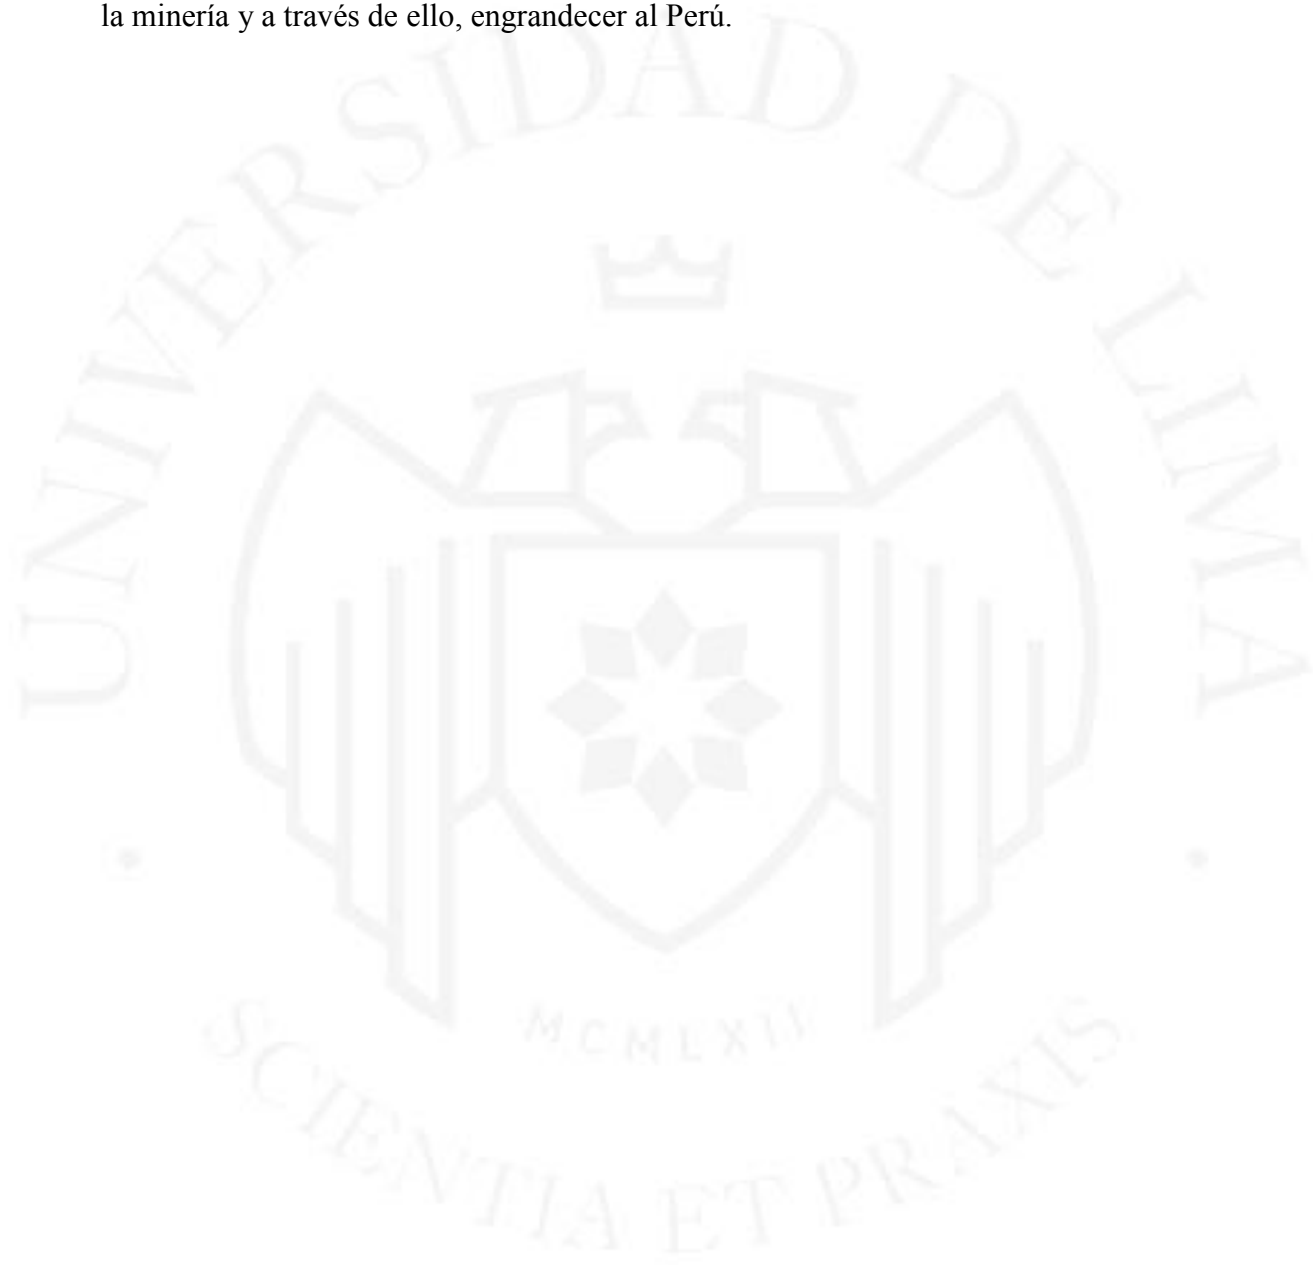 la minería y a través de ello, engrandecer al Perú.
UNIVERSIDAD DE LIMA
MCMLXII
SCIENTIA ET PRAXIS